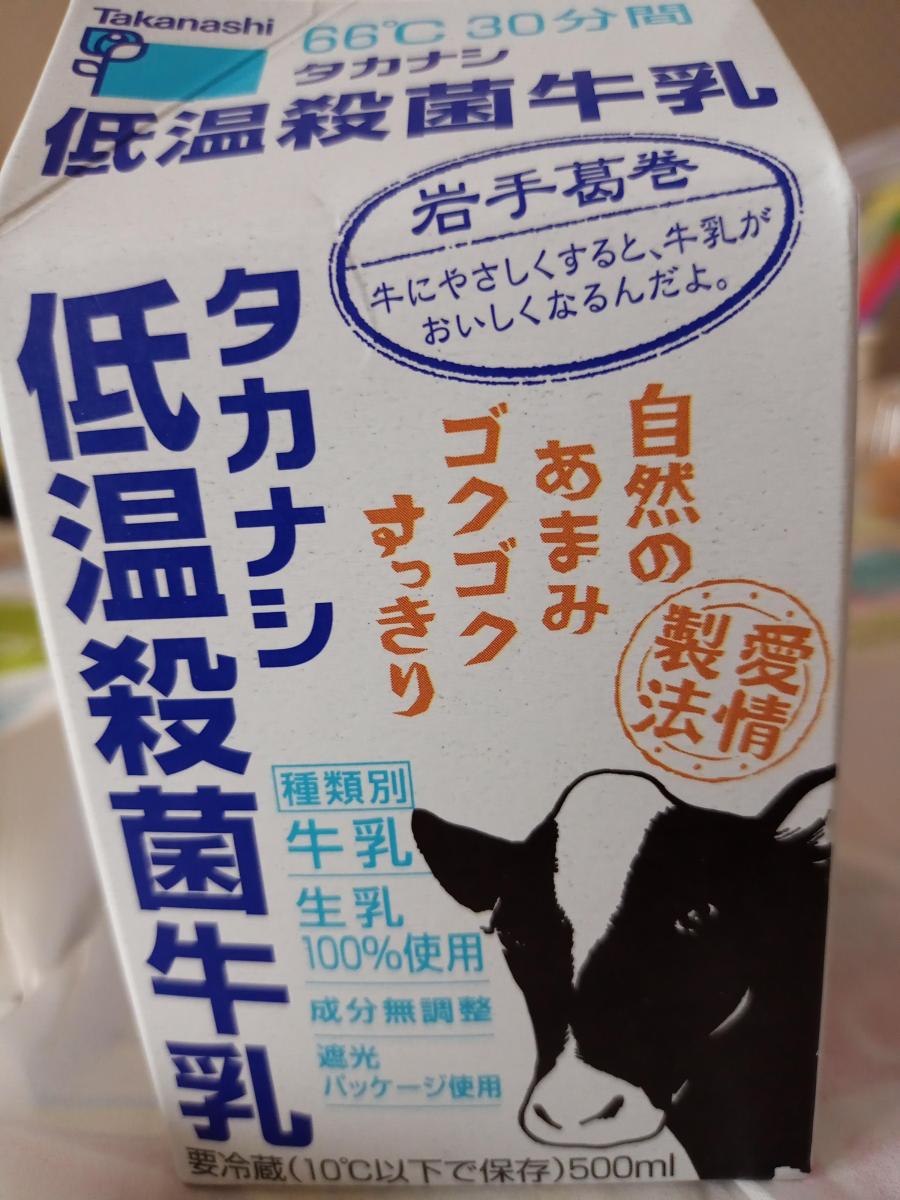 Takanashi
66℃ 30分間
タカナシ
低温殺菌牛乳
岩手葛巻
牛にやさしくすると、牛乳が
おいしくなるんだよ。
タカナシ
低温殺菌牛乳
自然の
あまみ
ゴクゴク
すっきり
愛情
製法
種類別
牛乳
生乳
100%使用
成分無調整
遮光
パッケージ使用
要冷蔵(10℃以下で保存)500ml